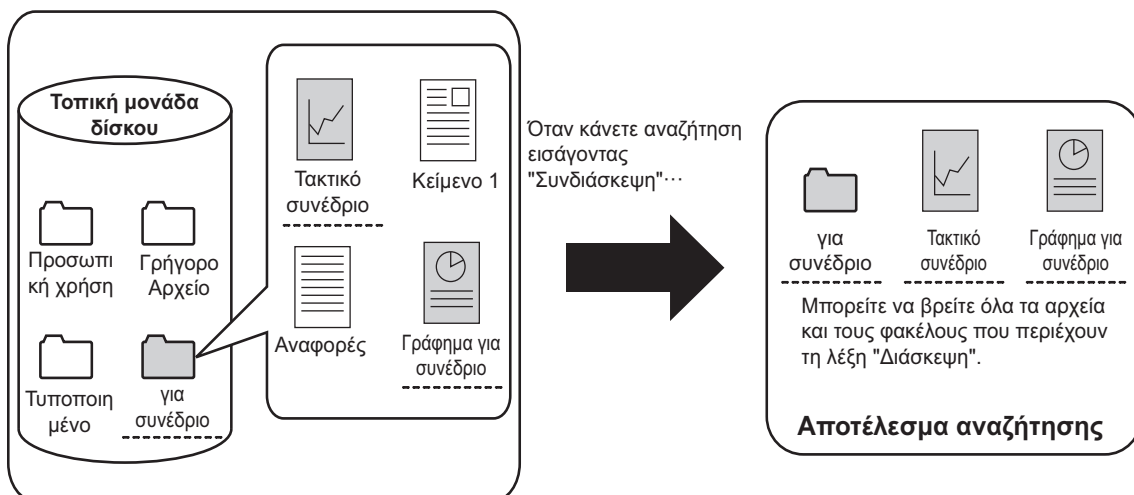 Τοπική μονάδα
δίσκου
Προσωπι
κή χρήση
Γρήγορο
Αρχείο
Τυποποιη
μένο
για
συνέδριο
Τακτικό
συνέδριο
Κείμενο 1
Αναφορές
Γράφημα για
συνέδριο
Όταν κάνετε αναζήτηση
εισάγοντας
"Συνδιάσκεψη"···
για
συνέδριο
Τακτικό
συνέδριο
Γράφημα για
συνέδριο
Μπορείτε να βρείτε όλα τα αρχεία
και τους φακέλους που περιέχουν
τη λέξη "Διάσκεψη".
Αποτέλεσμα αναζήτησης